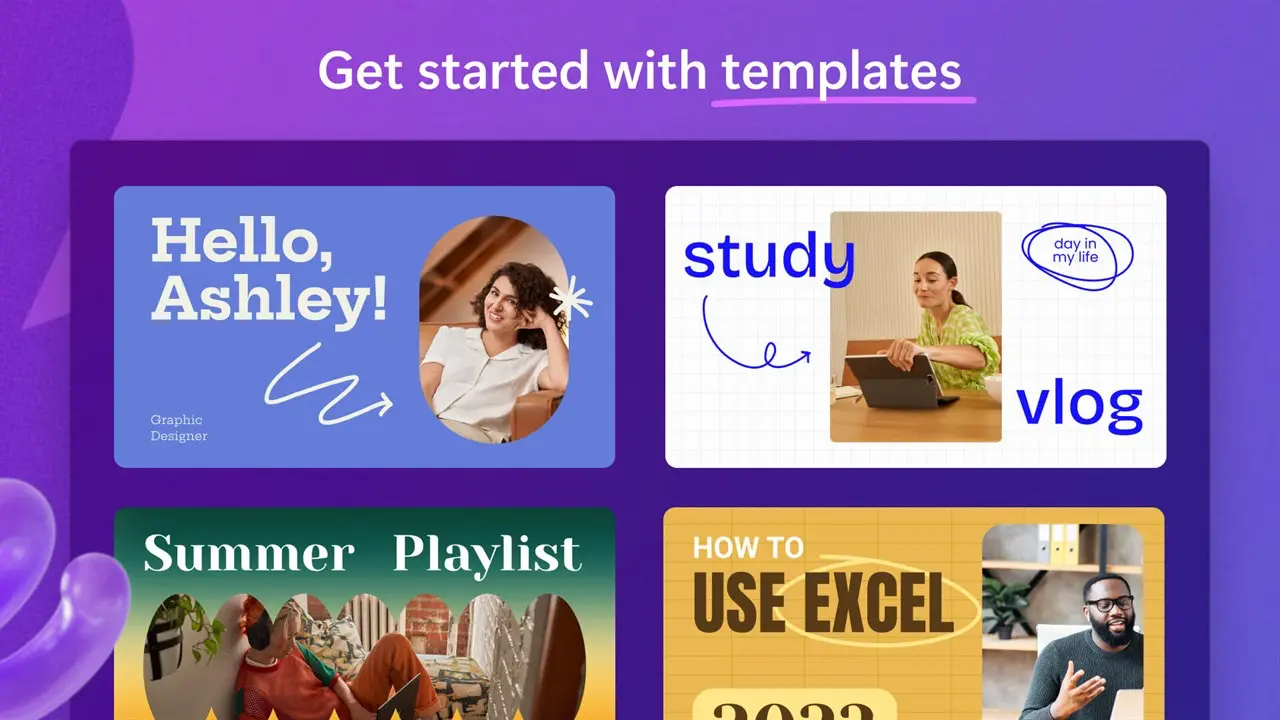 Get started with templates
Hello,
Ashley!
Graphic
Designer
study
day in
my life
vlog
Summer Playlist
HOW TO
USE EXCEL